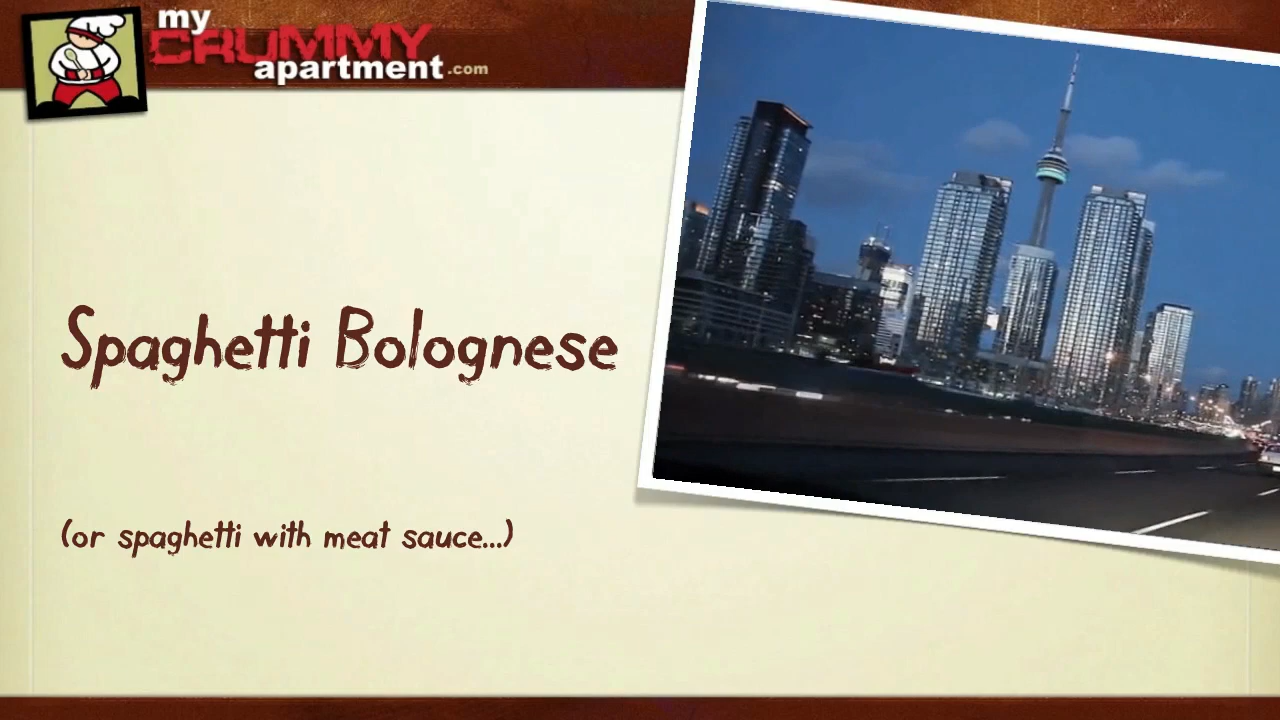 my
CRUMMY
apartment.com
Spaghetti Bolognese
(or spaghetti with meat sauce...)